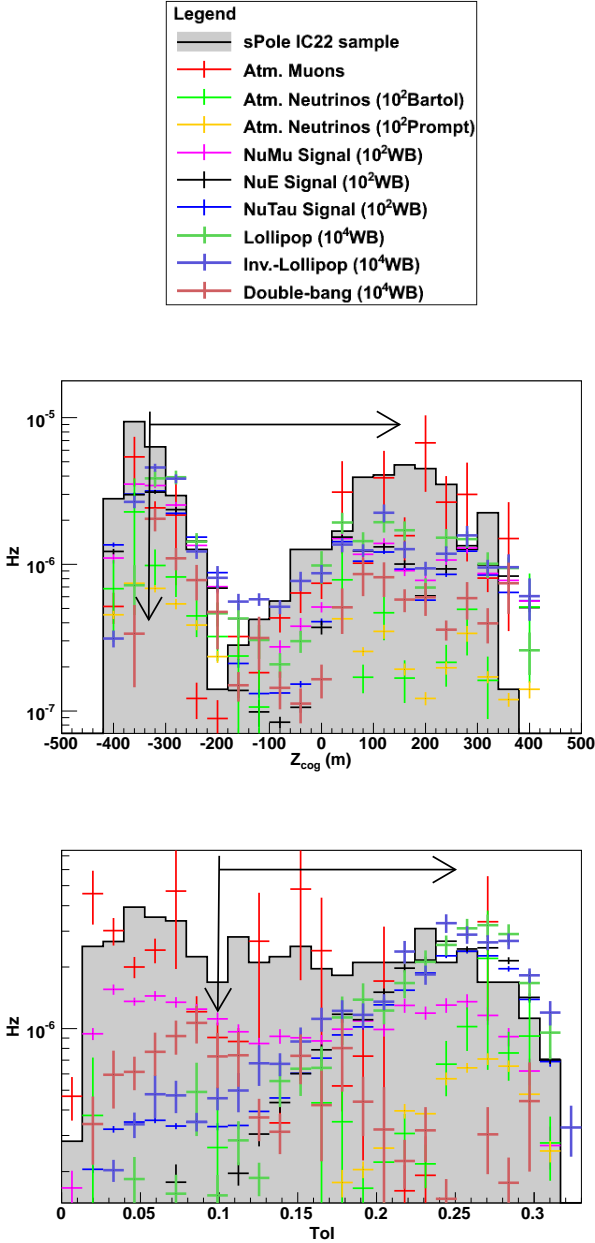 Legend
sPole IC22 sample
Atm. Muons
Atm. Neutrinos (10²Bartol)
Atm. Neutrinos (10²Prompt)
NuMu Signal (10²WB)
NuE Signal (10²WB)
NuTau Signal (10²WB)
Lollipop (10⁴WB)
Inv.-Lollipop (10⁴WB)
Double-bang (10⁴WB)
10⁻⁵
10⁻⁶
10⁻⁷
Hz
-500 -400 -300 -200 -100 0 100 200 300 400 500
Z_cog (m)
10⁻⁶
Hz
0 0.05 0.1 0.15 0.2 0.25 0.3
ToI